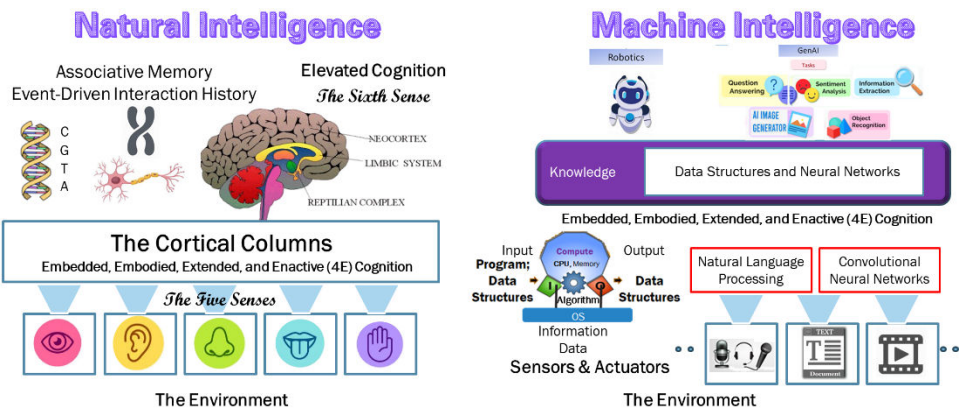 Natural Intelligence
Associative Memory
Event-Driven Interaction History
Elevated Cognition
The Sixth Sense
C
G
T
A
NEOCORTEX
LIMBIC SYSTEM
REPTILIAN COMPLEX
The Cortical Columns
Embedded, Embodied, Extended, and Enactive (4E) Cognition
The Five Senses
The Environment
Machine Intelligence
Robotics
GenAI
Tasks
Question
Answering
Sentiment
Analysis
Information
Extraction
AI IMAGE
GENERATOR
Object
Recognition
Knowledge
Data Structures and Neural Networks
Embedded, Embodied, Extended, and Enactive (4E) Cognition
Input
Program;
Data
Structures
Compute
CPU, Memory
I
O
Algorithm
OS
Output
Data
Structures
Information
Data
Sensors & Actuators
Natural Language
Processing
Convolutional
Neural Networks
TEXT
T
Document
The Environment